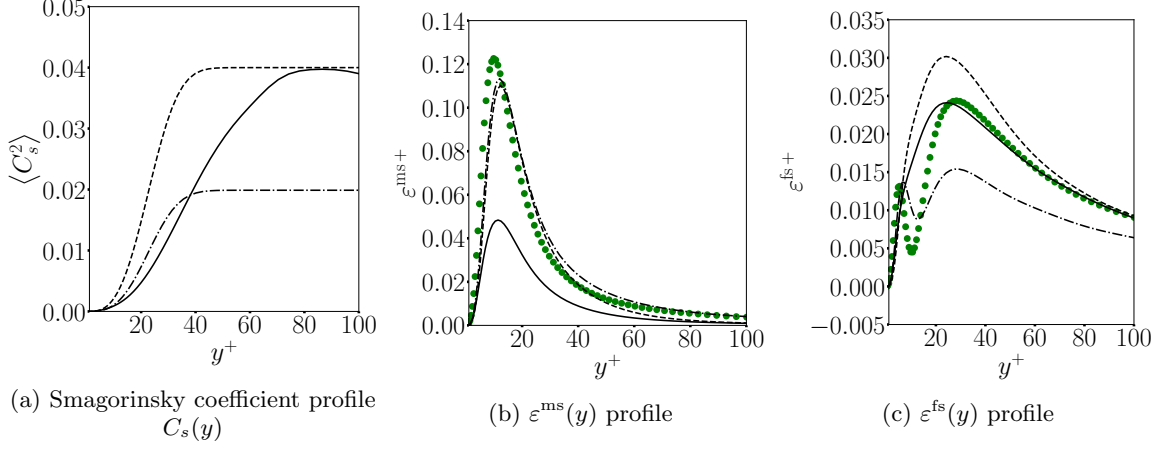 0.05
0.04
0.03
0.02
0.01
0.00
⟨C_s^2⟩
20 40 60 80 100
y^+
(a) Smagorinsky coefficient profile
C_s(y)
0.14
0.12
0.10
0.08
0.06
0.04
0.02
0.00
ε^{ms+}
20 40 60 80 100
y^+
(b) ε^{ms}(y) profile
0.035
0.030
0.025
0.020
0.015
0.010
0.005
0.000
−0.005
ε^{fs+}
20 40 60 80 100
y^+
(c) ε^{fs}(y) profile